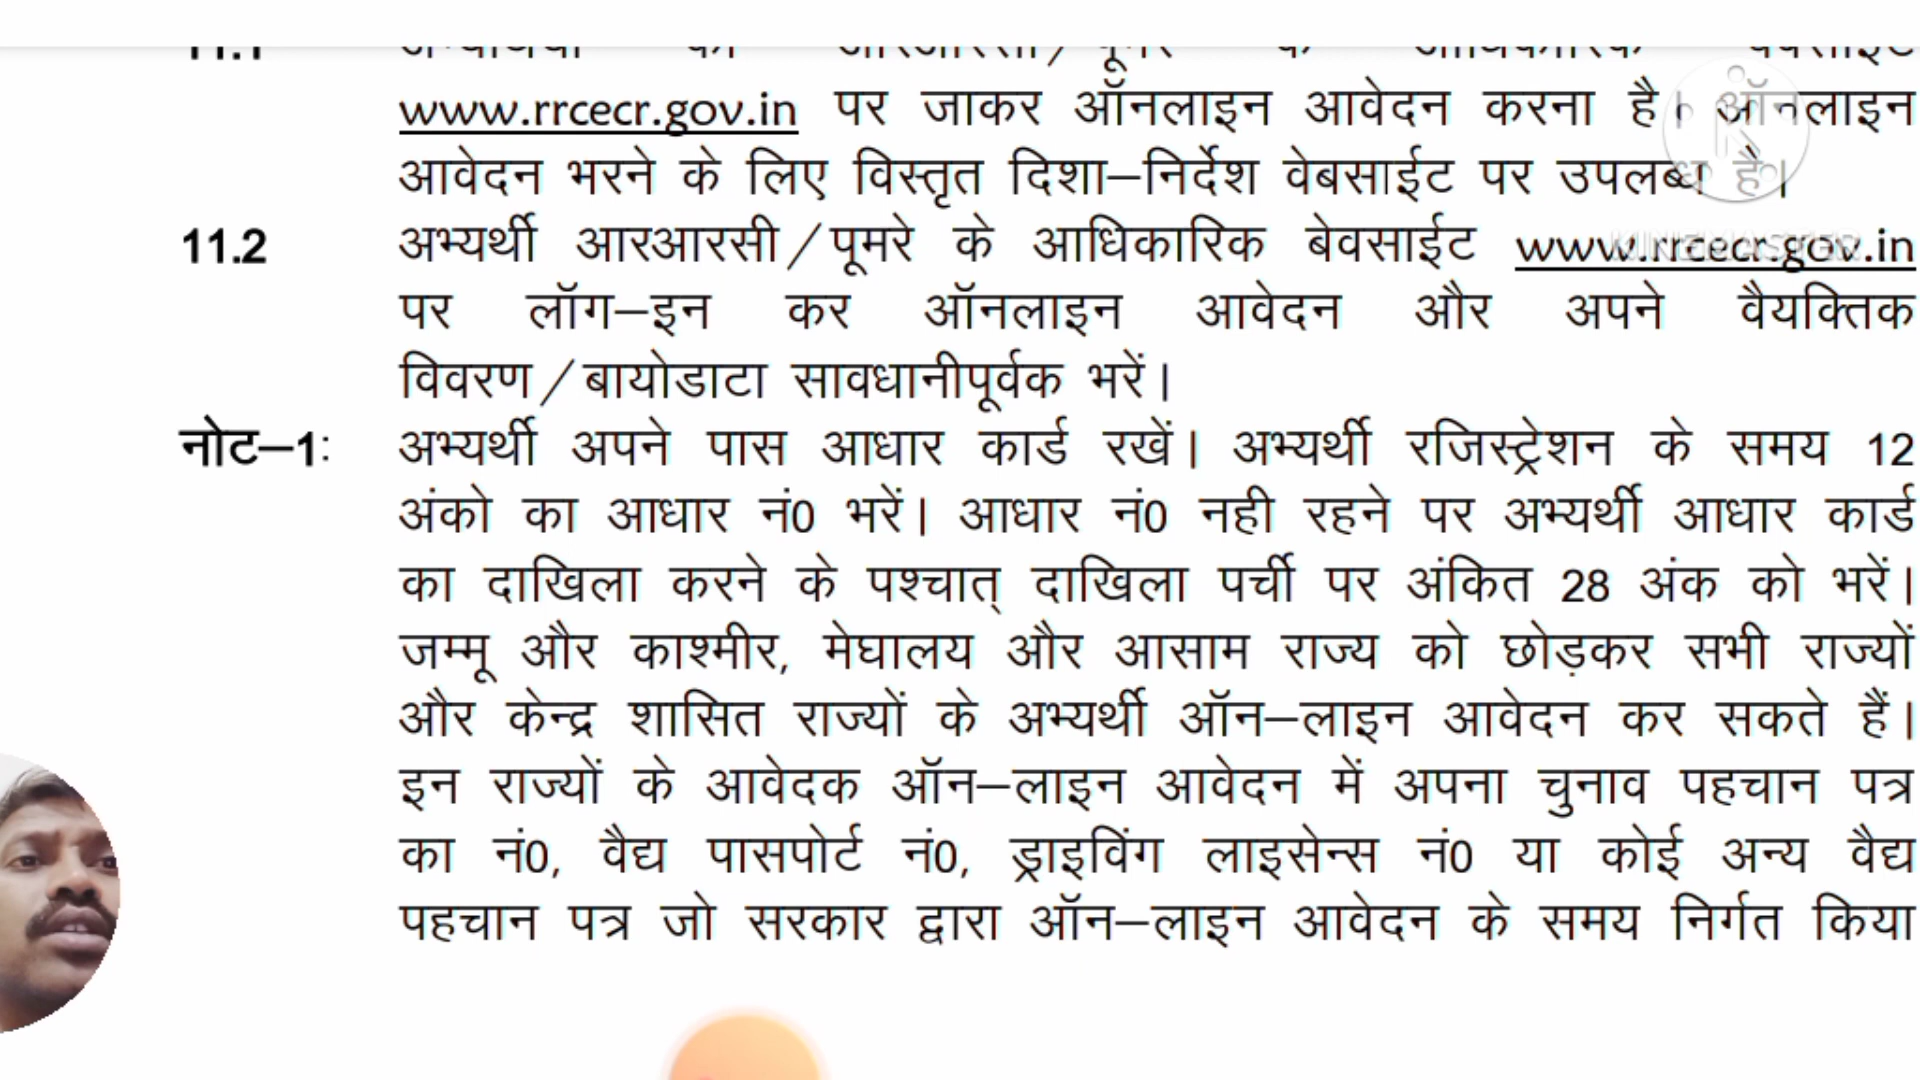 www.rrcecr.gov.in पर जाकर ऑनलाइन आवेदन करना है। ऑनलाइन
आवेदन भरने के लिए विस्तृत दिशा–निर्देश वेबसाईट पर उपलब्ध है।
11.2 अभ्यर्थी आरआरसी/पूमरे के आधिकारिक बेवसाईट www.rrcecr.gov.in
पर लॉग–इन कर ऑनलाइन आवेदन और अपने वैयक्तिक
विवरण/बायोडाटा सावधानीपूर्वक भरें।
नोट–1: अभ्यर्थी अपने पास आधार कार्ड रखें। अभ्यर्थी रजिस्ट्रेशन के समय 12
अंको का आधार नं0 भरें। आधार नं0 नही रहने पर अभ्यर्थी आधार कार्ड
का दाखिला करने के पश्चात् दाखिला पर्ची पर अंकित 28 अंक को भरें।
जम्मू और काश्मीर, मेघालय और आसाम राज्य को छोड़कर सभी राज्यों
और केन्द्र शासित राज्यों के अभ्यर्थी ऑन–लाइन आवेदन कर सकते हैं।
इन राज्यों के आवेदक ऑन–लाइन आवेदन में अपना चुनाव पहचान पत्र
का नं0, वैद्य पासपोर्ट नं0, ड्राइविंग लाइसेन्स नं0 या कोई अन्य वैद्य
पहचान पत्र जो सरकार द्वारा ऑन–लाइन आवेदन के समय निर्गत किया
KINEMASTER